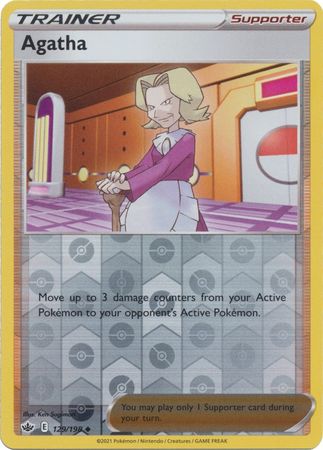 TRAINER Supporter
Agatha
Move up to 3 damage counters from your Active
Pokémon to your opponent's Active Pokémon.
Illus. Ken Sugimori
E 129/198
You may play only 1 Supporter card during
your turn.
©2021 Pokémon / Nintendo / Creatures / GAME FREAK